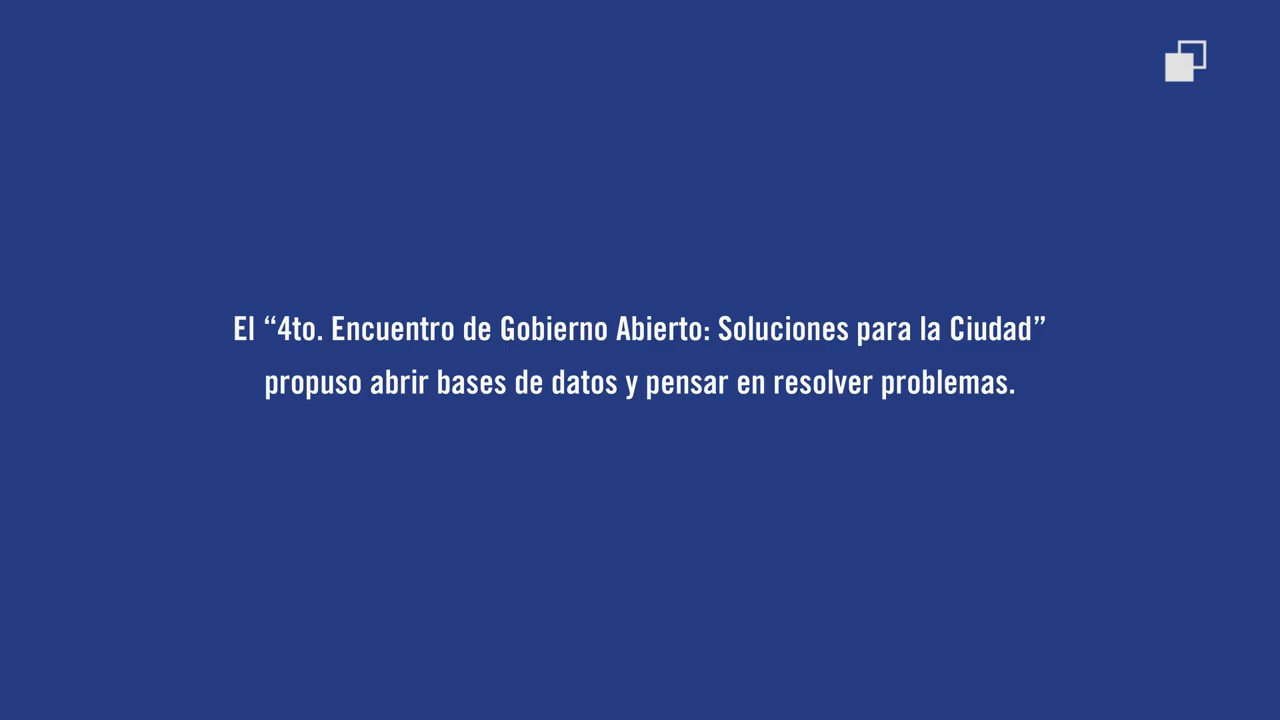 El “4to. Encuentro de Gobierno Abierto: Soluciones para la Ciudad”
propuso abrir bases de datos y pensar en resolver problemas.